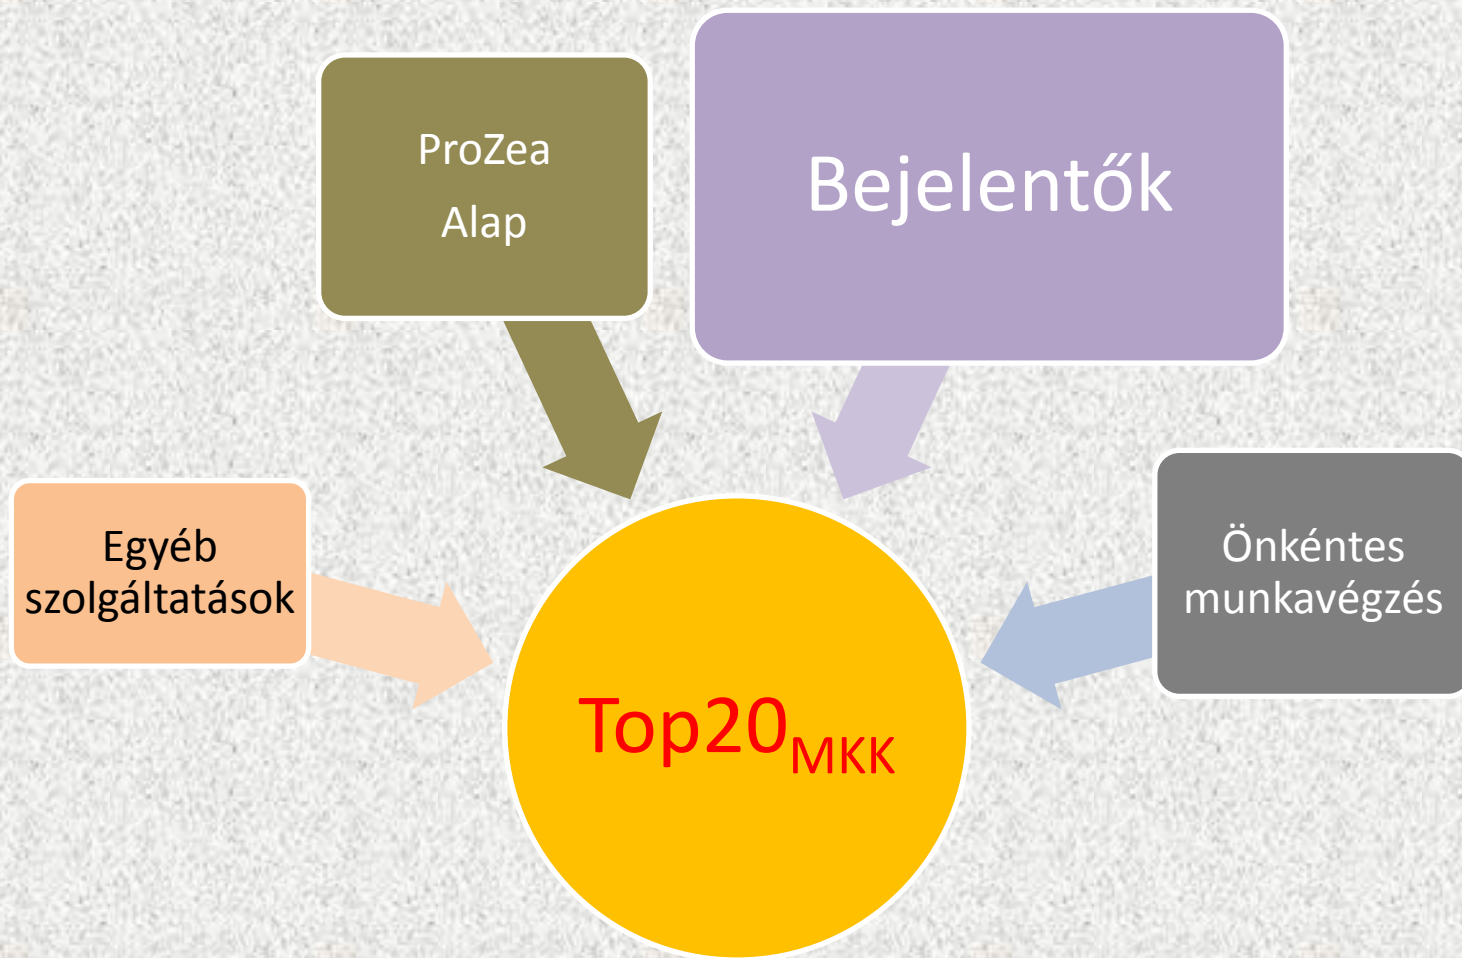 ProZea
Alap
Bejelentők
Egyéb
szolgáltatások
Önkéntes
munkavégzés
Top20MKK